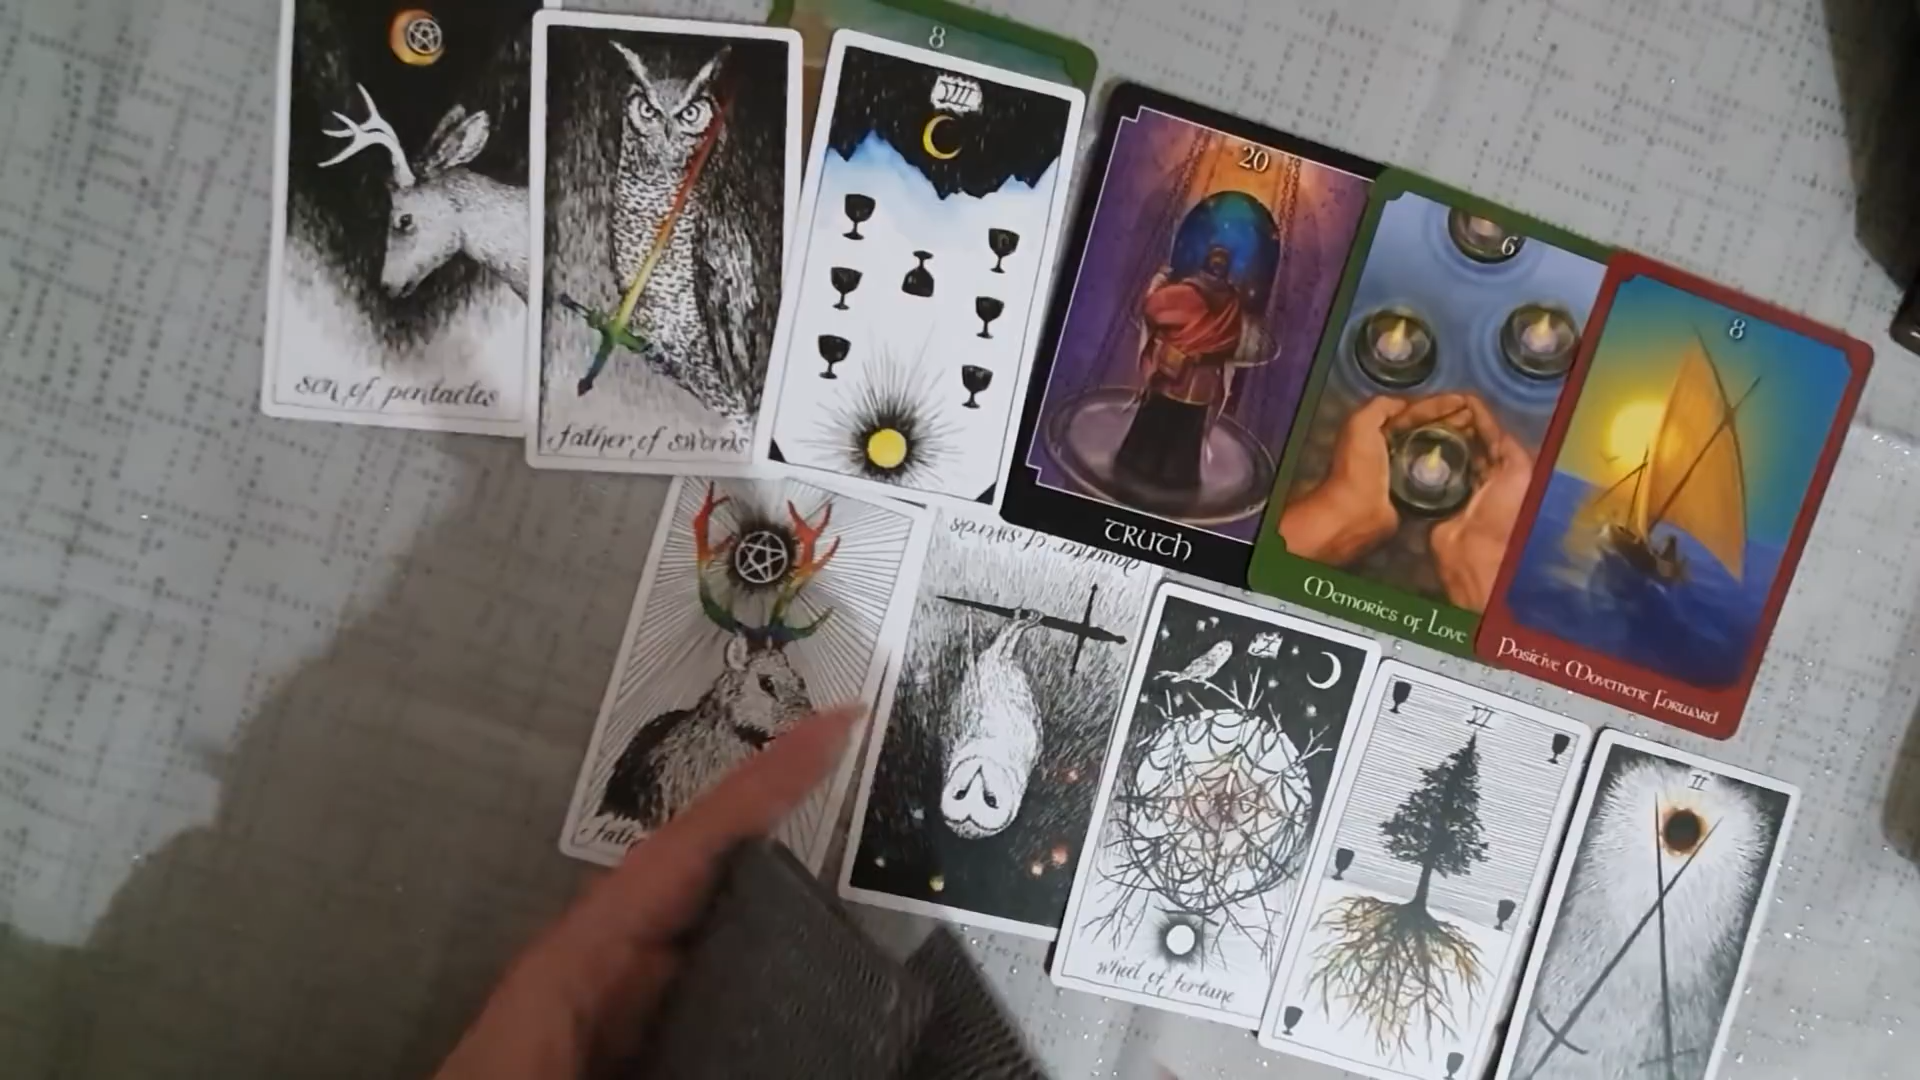 son of pentacles
father of swords
8
VII
20
TRUTH
6
Memories of Love
8
Positive Movement Forward
daughter of swords
X
wheel of fortune
VI
II